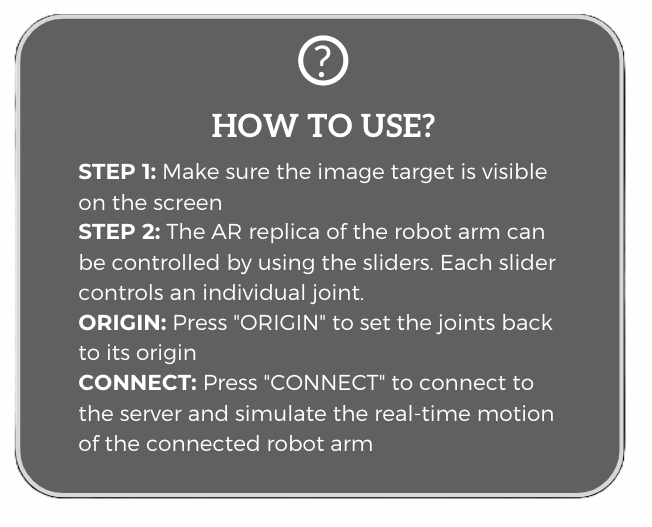 ?
HOW TO USE?
STEP 1: Make sure the image target is visible
on the screen
STEP 2: The AR replica of the robot arm can
be controlled by using the sliders. Each slider
controls an individual joint.
ORIGIN: Press "ORIGIN" to set the joints back
to its origin
CONNECT: Press "CONNECT" to connect to
the server and simulate the real-time motion
of the connected robot arm